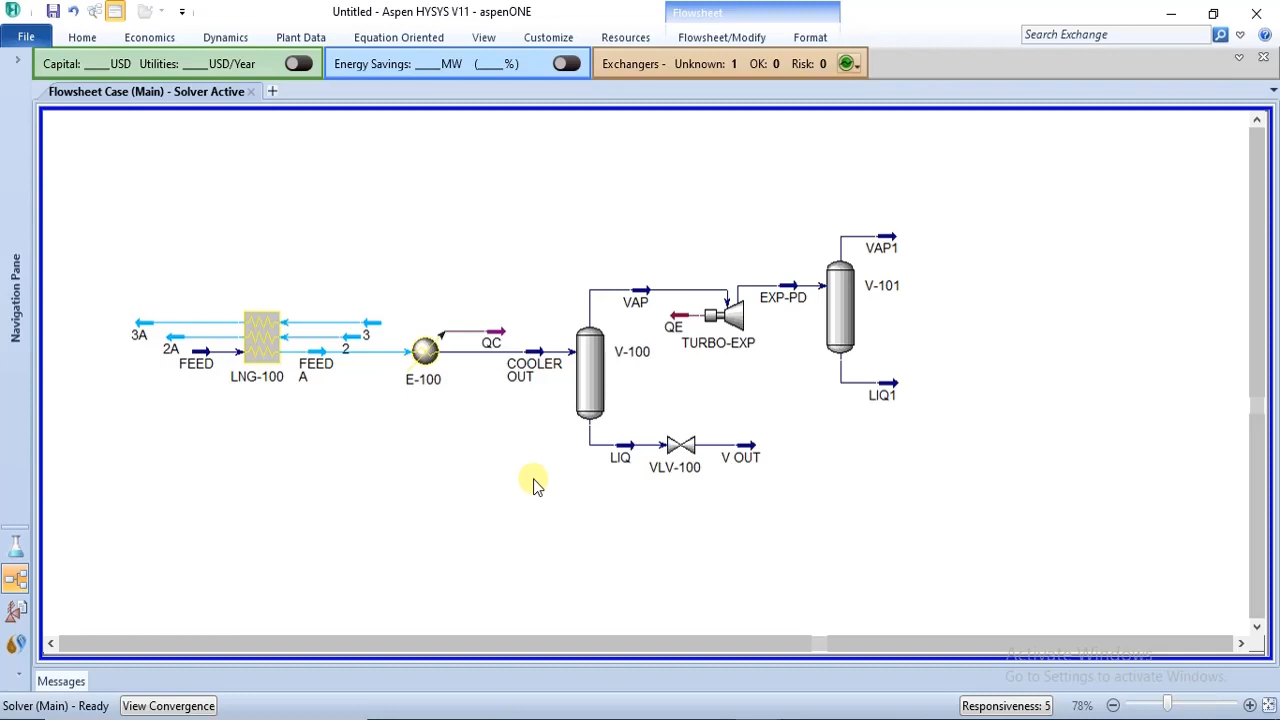 Untitled - Aspen HYSYS V11 - aspenONE
Flowsheet
File Home Economics Dynamics Plant Data Equation Oriented View Customize Resources Flowsheet/Modify Format
Search Exchange
Capital: ____USD Utilities: ____USD/Year
Energy Savings: ____MW (____%)
Exchangers - Unknown: 1 OK: 0 Risk: 0
Flowsheet Case (Main) - Solver Active
Navigation Pane
3A
3
2A
2
FEED
LNG-100
FEED
A
E-100
QC
COOLER
OUT
V-100
VAP
QE
TURBO-EXP
EXP-PD
VAP1
V-101
LIQ1
LIQ
VLV-100
V OUT
Activate Windows
Go to Settings to activate Windows.
Messages
Solver (Main) - Ready
View Convergence
Responsiveness: 5
78%